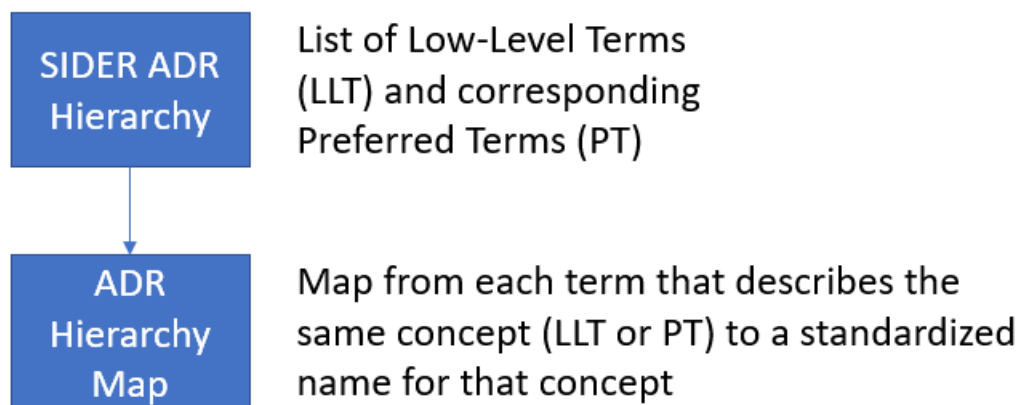 SIDER ADR
Hierarchy
List of Low-Level Terms
(LLT) and corresponding
Preferred Terms (PT)
ADR
Hierarchy
Map
Map from each term that describes the
same concept (LLT or PT) to a standardized
name for that concept